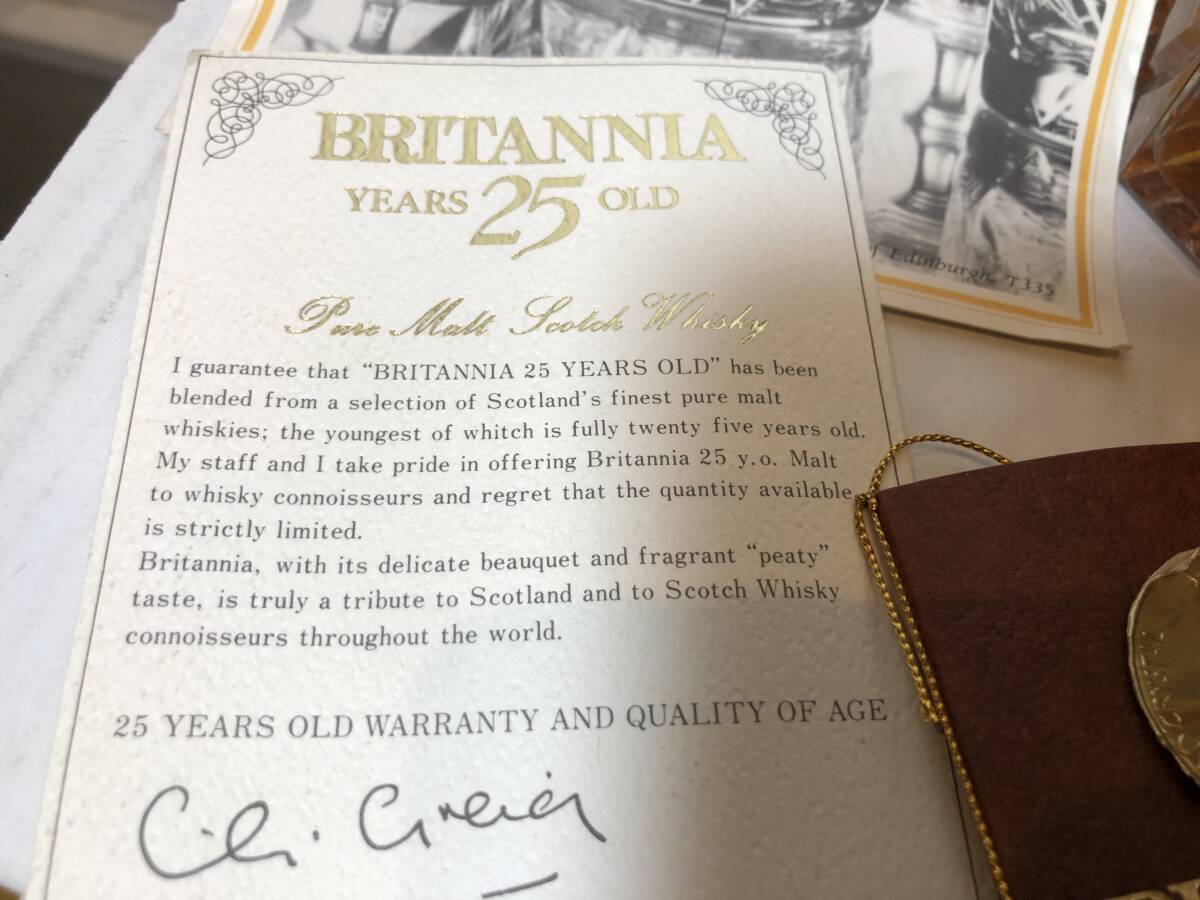 BRITANNIA
YEARS 25 OLD
Pure Malt Scotch Whisky
I guarantee that “BRITANNIA 25 YEARS OLD” has been
blended from a selection of Scotland's finest pure malt
whiskies; the youngest of whitch is fully twenty five years old.
My staff and I take pride in offering Britannia 25 y.o. Malt
to whisky connoisseurs and regret that the quantity available
is strictly limited.
Britannia, with its delicate beauquet and fragrant “peaty”
taste, is truly a tribute to Scotland and to Scotch Whisky
connoisseurs throughout the world.
25 YEARS OLD WARRANTY AND QUALITY OF AGE
Greig
f Edinburgh T335